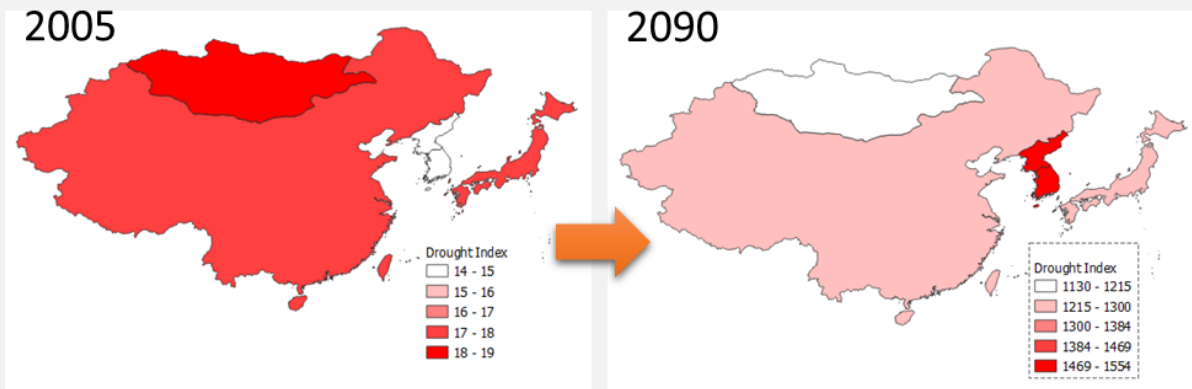 2005
Drought Index
14 - 15
15 - 16
16 - 17
17 - 18
18 - 19
2090
Drought Index
1130 - 1215
1215 - 1300
1300 - 1384
1384 - 1469
1469 - 1554